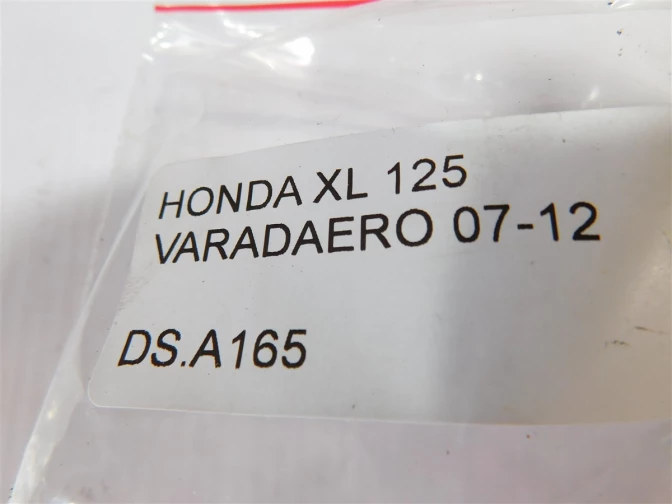 HONDA XL 125
VARADAERO 07-12
DS.A165